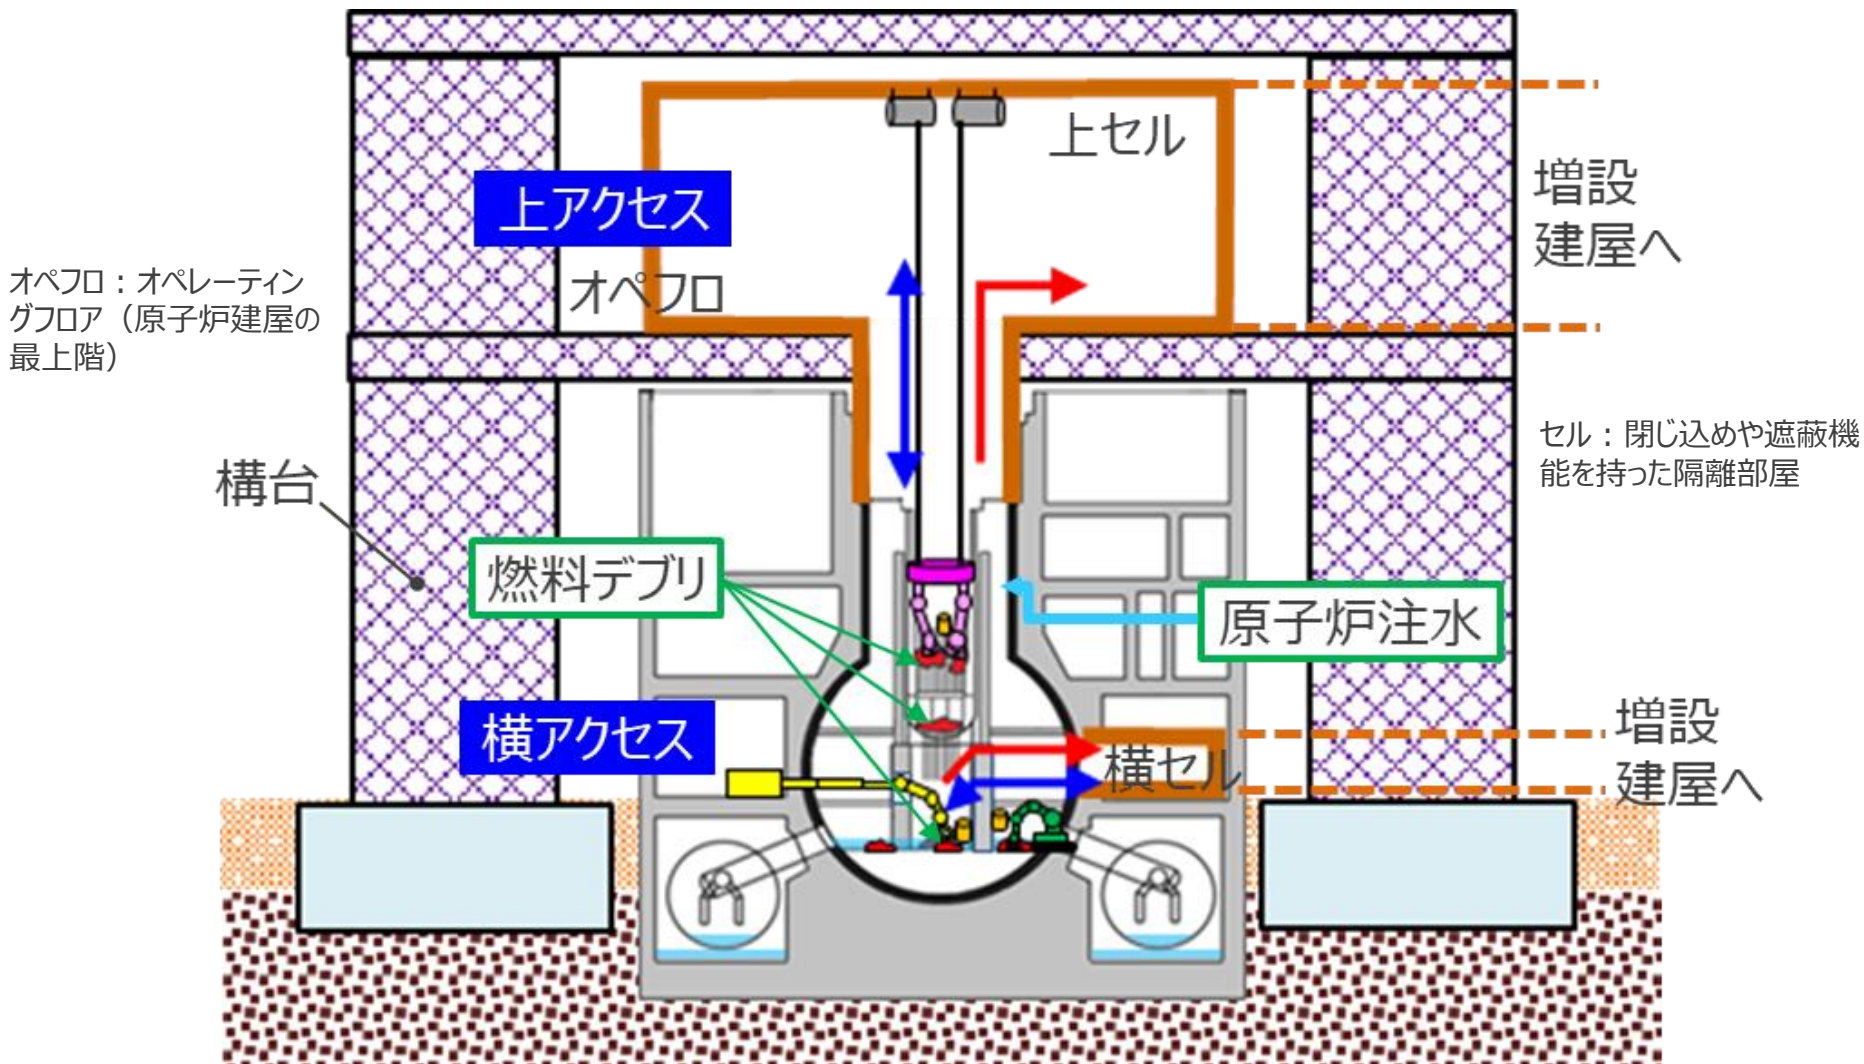 上セル
増設
建屋へ
上アクセス
オペフロ
オペフロ：オペレーティン
グフロア（原子炉建屋の
最上階）
セル：閉じ込めや遮蔽機
能を持った隔離部屋
構台
燃料デブリ
原子炉注水
横アクセス
横セル
増設
建屋へ